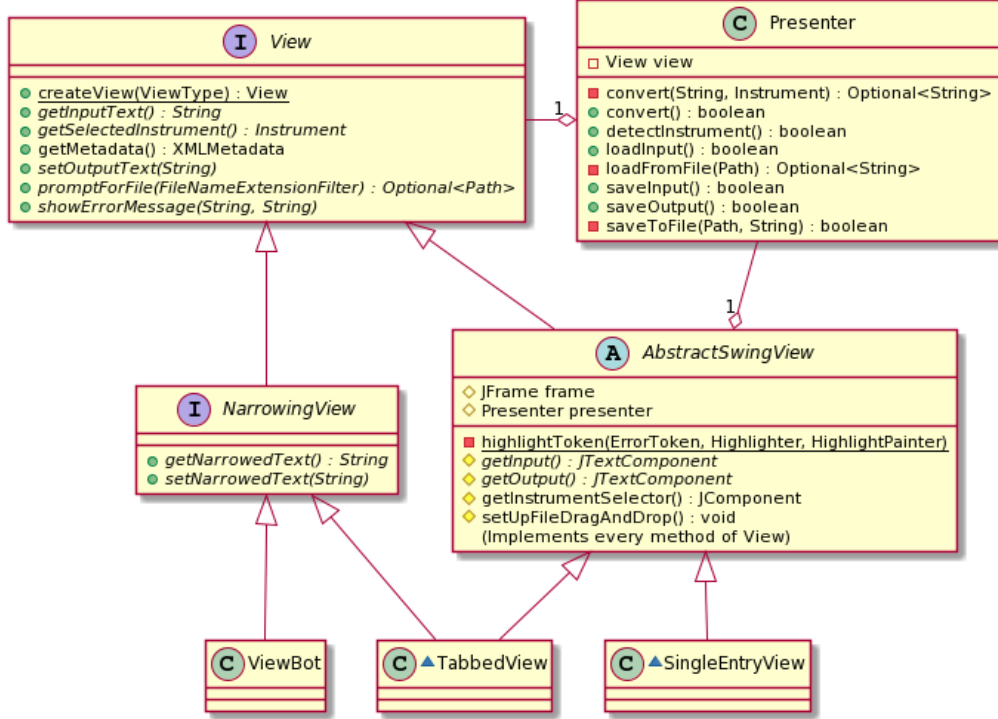 I View
createView(ViewType) : View
getInputText() : String
getSelectedInstrument() : Instrument
getMetadata() : XMLMetadata
setOutputText(String)
promptForFile(FileNameExtensionFilter) : Optional<Path>
showErrorMessage(String, String)
1
C Presenter
View view
convert(String, Instrument) : Optional<String>
convert() : boolean
detectInstrument() : boolean
loadInput() : boolean
loadFromFile(Path) : Optional<String>
saveInput() : boolean
saveOutput() : boolean
saveToFile(Path, String) : boolean
1
I NarrowingView
getNarrowedText() : String
setNarrowedText(String)
A AbstractSwingView
JFrame frame
Presenter presenter
highlightToken(ErrorToken, Highlighter, HighlightPainter)
getInput() : JTextComponent
getOutput() : JTextComponent
getInstrumentSelector() : JComponent
setUpFileDragAndDrop() : void
(Implements every method of View)
C ViewBot
C TabbedView
C SingleEntryView